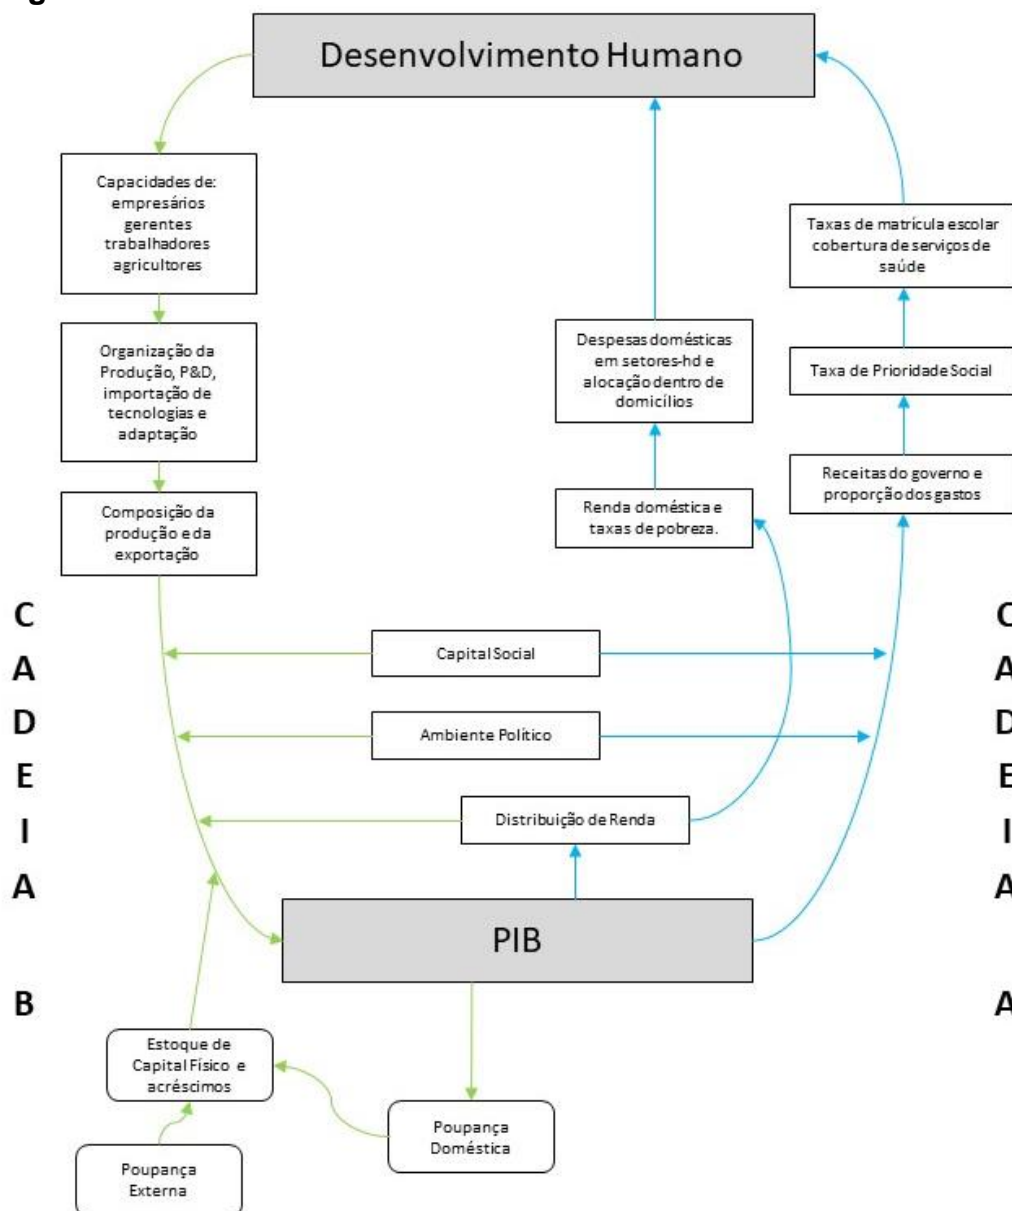 g
Desenvolvimento Humano
Capacidades de:
empresários
gerentes
trabalhadores
agricultores
Taxas de matrícula escolar
cobertura de serviços de
saúde
Organização da
Produção, P&D,
importação de
tecnologias e
adaptação
Despesas domésticas
em setores-hd e
alocação dentro de
domicílios
Taxa de Prioridade Social
Receitas do governo e
proporção dos gastos
Composição da
produção e da
exportação
Renda doméstica e
taxas de pobreza.
Capital Social
Ambiente Político
Distribuição de Renda
PIB
Estoque de
Capital Físico e
acréscimos
Poupança
Doméstica
Poupança
Externa
C
A
D
E
I
A
B
C
A
D
E
I
A
A